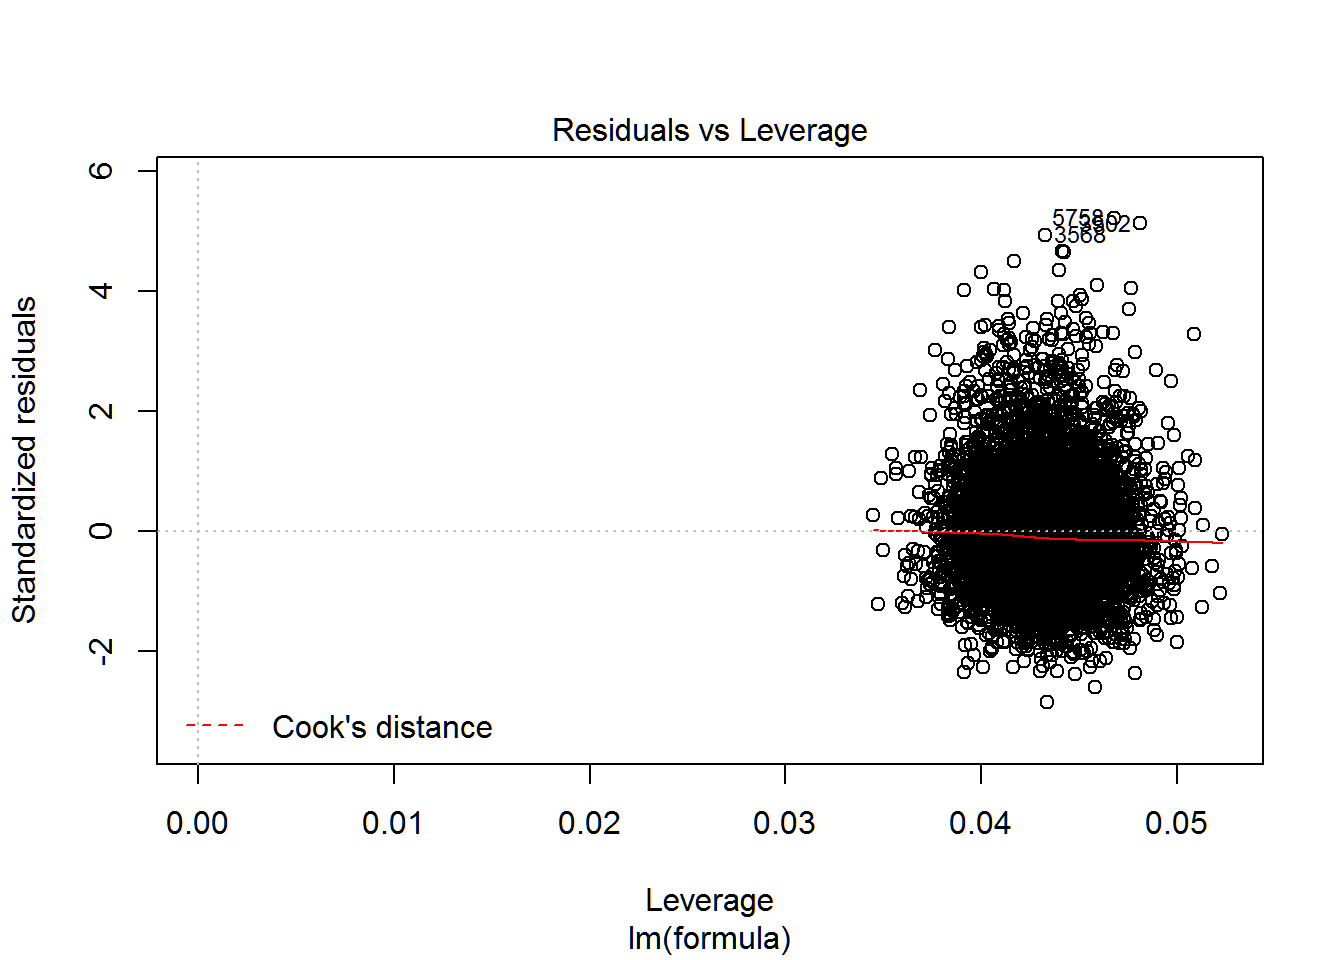 Residuals vs Leverage
Standardized residuals
6
4
2
0
-2
5758
3568
Cook's distance
0.00 0.01 0.02 0.03 0.04 0.05
Leverage
lm(formula)